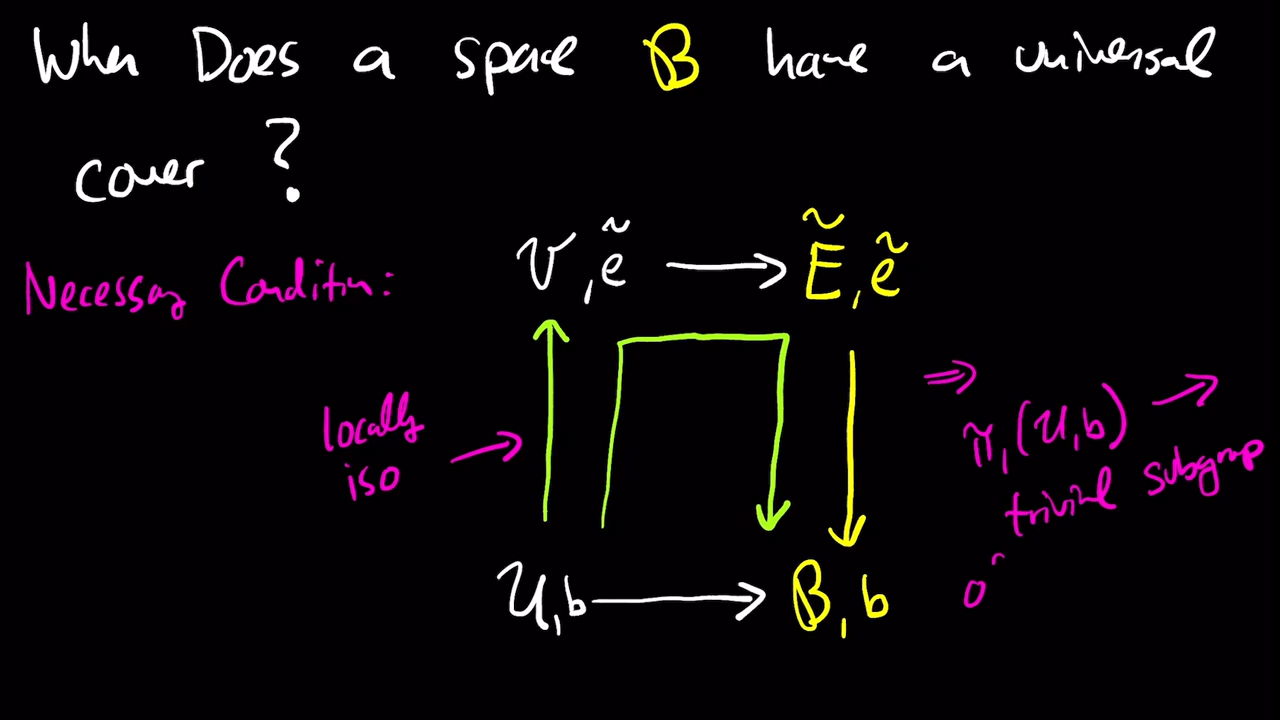 When Does a space B have a universal
cover ?
Necessary Condition:
V, ẽ → Ẽ, ẽ
⇒
locally → π₁(U,b) →
iso trivial subgroup
U,b → B, b